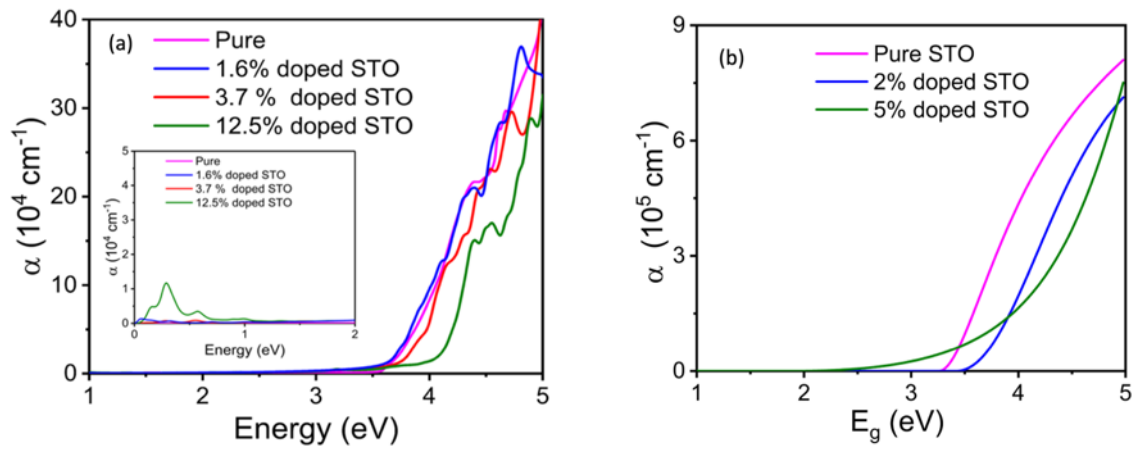 (a)
Pure
1.6% doped STO
3.7 % doped STO
12.5% doped STO
α (10⁴ cm⁻¹)
40
30
20
10
0
1
2
3
4
5
Energy (eV)
Pure
1.6% doped STO
3.7 % doped STO
12.5% doped STO
α (10⁴ cm⁻¹)
5
4
3
2
1
0
0
1
2
Energy (eV)
(b)
Pure STO
2% doped STO
5% doped STO
α (10⁵ cm⁻¹)
9
6
3
0
1
2
3
4
5
E_g (eV)